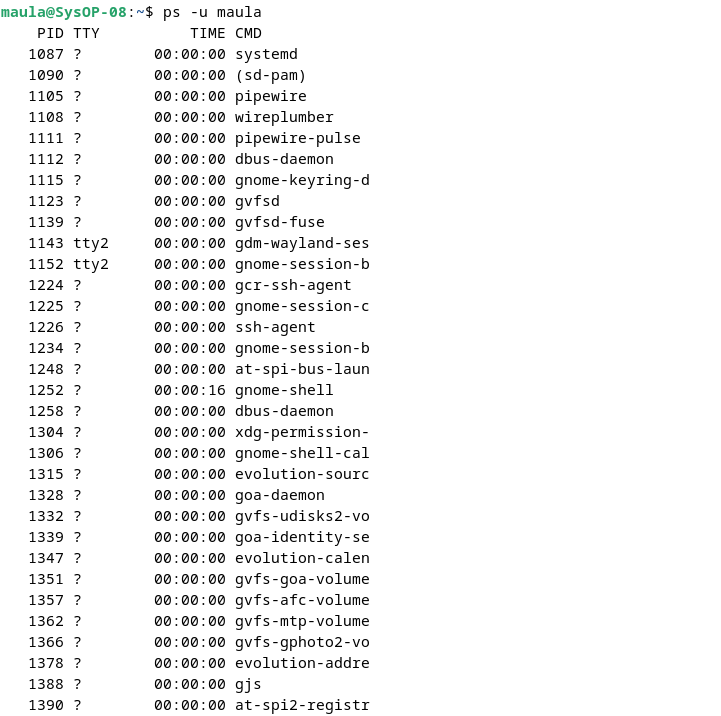 maula@SysOP-08:~$ ps -u maula
    PID TTY          TIME CMD
   1087 ?        00:00:00 systemd
   1090 ?        00:00:00 (sd-pam)
   1105 ?        00:00:00 pipewire
   1108 ?        00:00:00 wireplumber
   1111 ?        00:00:00 pipewire-pulse
   1112 ?        00:00:00 dbus-daemon
   1115 ?        00:00:00 gnome-keyring-d
   1123 ?        00:00:00 gvfsd
   1139 ?        00:00:00 gvfsd-fuse
   1143 tty2     00:00:00 gdm-wayland-ses
   1152 tty2     00:00:00 gnome-session-b
   1224 ?        00:00:00 gcr-ssh-agent
   1225 ?        00:00:00 gnome-session-c
   1226 ?        00:00:00 ssh-agent
   1234 ?        00:00:00 gnome-session-b
   1248 ?        00:00:00 at-spi-bus-laun
   1252 ?        00:00:16 gnome-shell
   1258 ?        00:00:00 dbus-daemon
   1304 ?        00:00:00 xdg-permission-
   1306 ?        00:00:00 gnome-shell-cal
   1315 ?        00:00:00 evolution-sourc
   1328 ?        00:00:00 goa-daemon
   1332 ?        00:00:00 gvfs-udisks2-vo
   1339 ?        00:00:00 goa-identity-se
   1347 ?        00:00:00 evolution-calen
   1351 ?        00:00:00 gvfs-goa-volume
   1357 ?        00:00:00 gvfs-afc-volume
   1362 ?        00:00:00 gvfs-mtp-volume
   1366 ?        00:00:00 gvfs-gphoto2-vo
   1378 ?        00:00:00 evolution-addre
   1388 ?        00:00:00 gjs
   1390 ?        00:00:00 at-spi2-registr